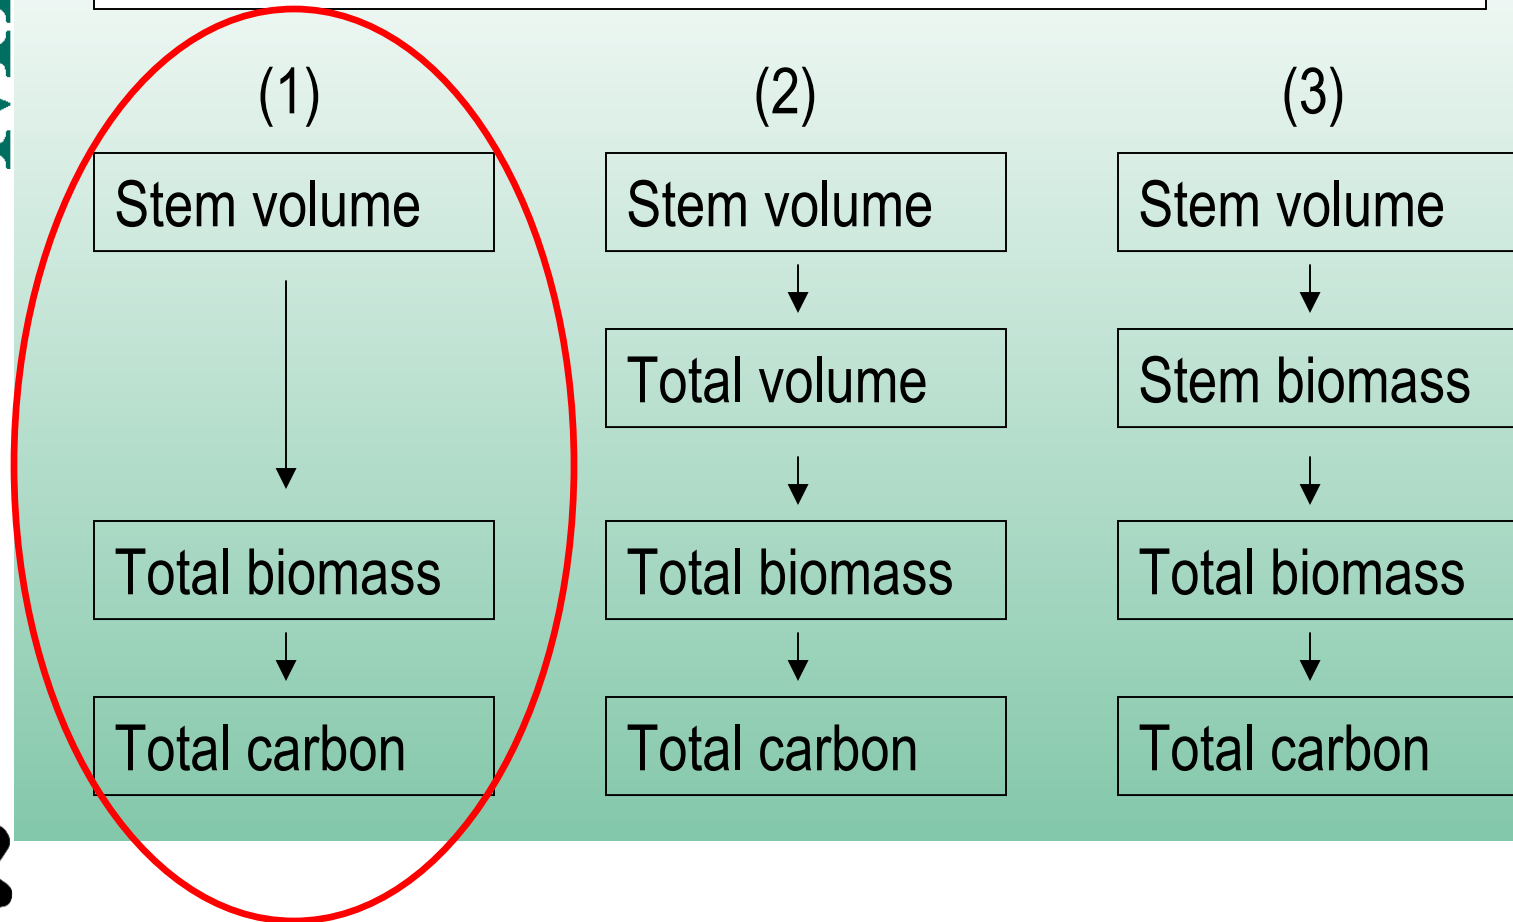 (1)
Stem volume
Total biomass
Total carbon
(2)
Stem volume
Total volume
Total biomass
Total carbon
(3)
Stem volume
Stem biomass
Total biomass
Total carbon